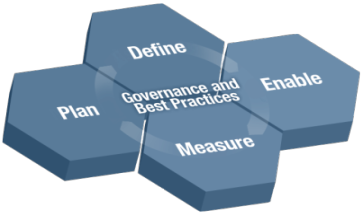 Define
Enable
Governance and
Best Practices
Plan
Measure